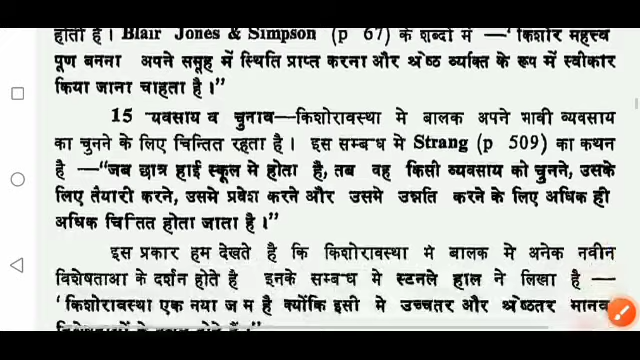 होता है। Blair Jones & Simpson (p 67) के शब्दो मे —"किशोर महत्त्व
पूण बनना अपने समूह मे स्थिति प्राप्त करना और श्रेष्ठ व्यक्ति के रूप मे स्वीकार
किया जाना चाहता है।"
15 यवसाय व चुनाव—किशोरावस्था मे बालक अपने भावी व्यवसाय
का चुनने के लिए चिन्तित रहता है। इस सम्बध मे Strang (p 509) का कथन
है —"जब छात्र हाई स्कूल मे होता है, तब वह किसी व्यवसाय को चुनने, उसके
लिए तैयारी करने, उसमे प्रवेश करने और उसमे उन्नति करने के लिए अधिक ही
अधिक चिन्तित होता जाता है।"
इस प्रकार हम देखते है कि किशोरावस्था मे बालक मे अनेक नवीन
विशेषताआ के दर्शन होते है इनके सम्बध मे स्टनले हाल ने लिखा है —
'किशोरावस्था एक नया ज म है क्योकि इसी मे उच्चतर और श्रेष्ठतर मानव